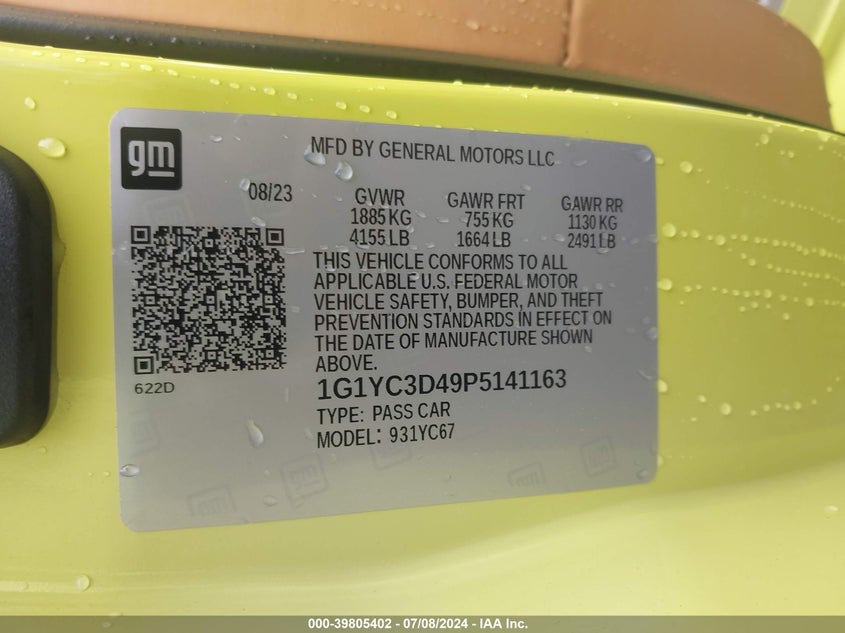 gm
MFD BY GENERAL MOTORS LLC
08/23
GVWR GAWR FRT GAWR RR
1885 KG 755 KG 1130 KG
4155 LB 1664 LB 2491 LB
THIS VEHICLE CONFORMS TO ALL
APPLICABLE U.S. FEDERAL MOTOR
VEHICLE SAFETY, BUMPER, AND THEFT
PREVENTION STANDARDS IN EFFECT ON
THE DATE OF MANUFACTURE SHOWN
ABOVE.
622D
1G1YC3D49P5141163
TYPE: PASS CAR
MODEL: 931YC67
000-39805402 - 07/08/2024 - IAA Inc.